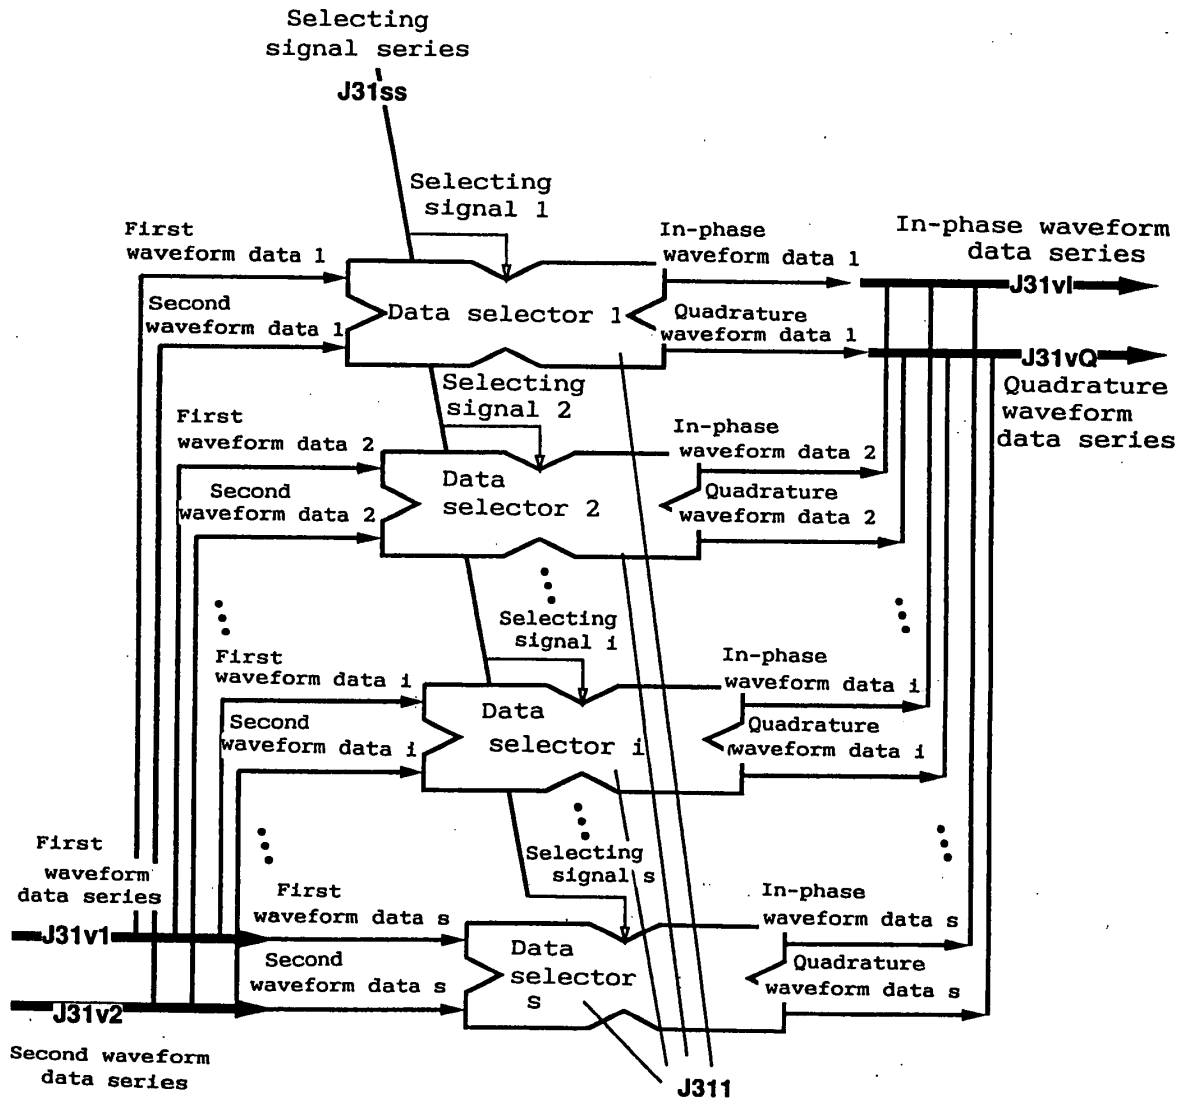 Selecting
signal series
J31ss
Selecting
signal 1
First
waveform data 1
In-phase
waveform data 1
In-phase waveform
data series
J31vI
Second
waveform data 1
Data selector 1
Quadrature
waveform data 1
J31vQ
Quadrature
waveform
data series
Selecting
signal 2
First
waveform data 2
In-phase
waveform data 2
Second
waveform data 2
Data
selector 2
Quadrature
waveform data 2
Selecting
signal i
First
waveform data i
In-phase
waveform data i
Second
waveform data i
Data
selector i
Quadrature
waveform data i
Selecting
signal s
First
waveform
data series
J31v1
First
waveform data s
In-phase
waveform data s
Second
waveform data s
Data
selector
s
Quadrature
waveform data s
J31v2
Second waveform
data series
J311